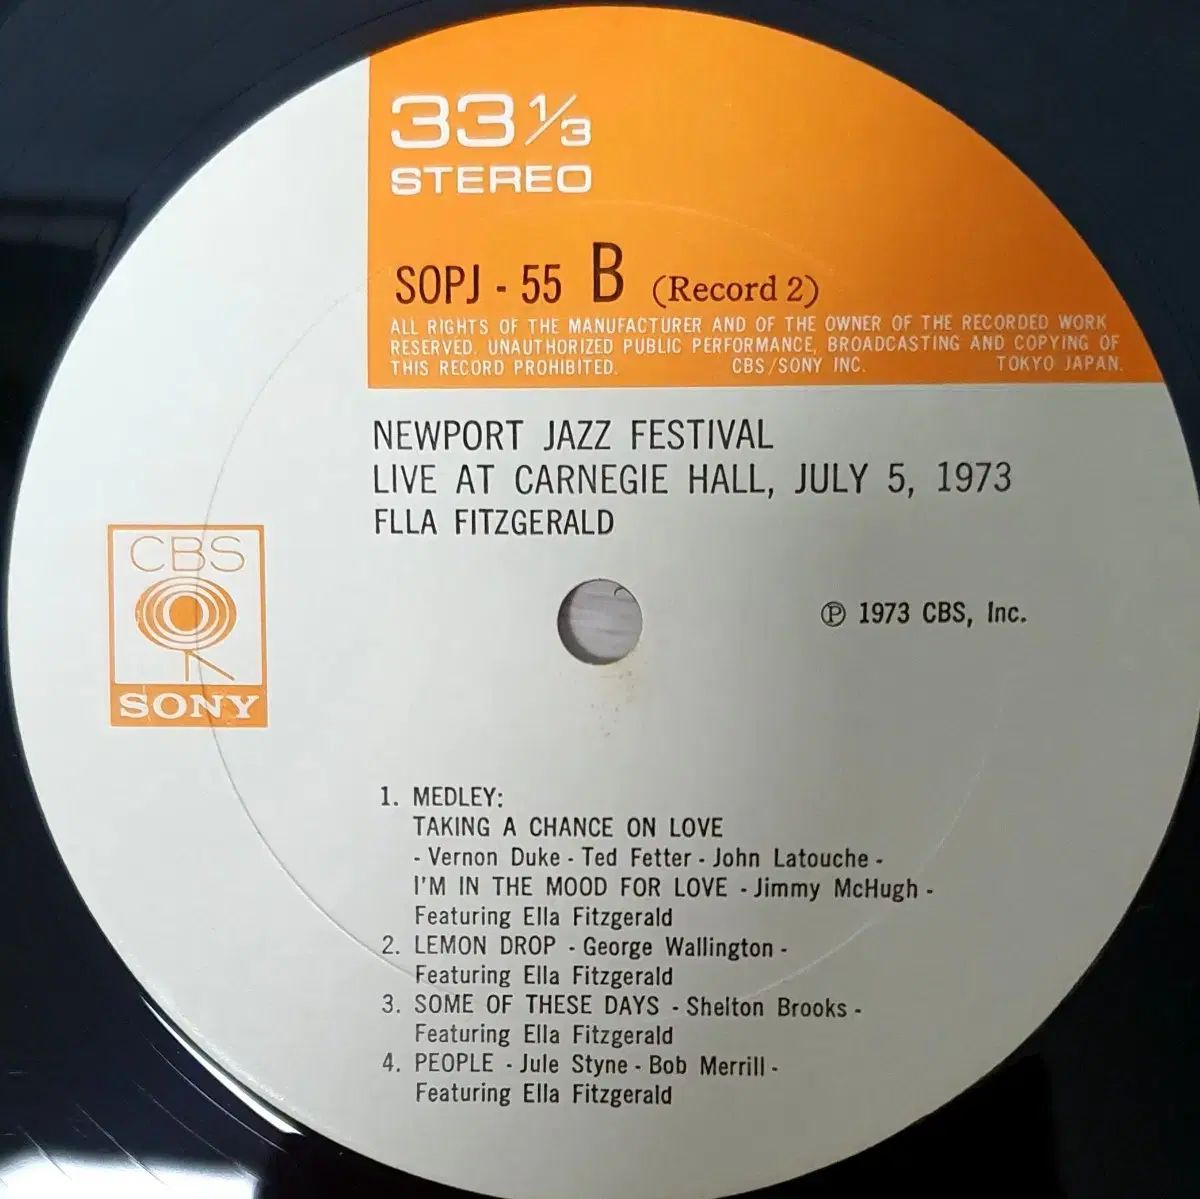 33 1/3
STEREO
SOPJ - 55 B (Record 2)
ALL RIGHTS OF THE MANUFACTURER AND OF THE OWNER OF THE RECORDED WORK
RESERVED. UNAUTHORIZED PUBLIC PERFORMANCE, BROADCASTING AND COPYING OF
THIS RECORD PROHIBITED. CBS/SONY INC. TOKYO JAPAN.
NEWPORT JAZZ FESTIVAL
LIVE AT CARNEGIE HALL, JULY 5, 1973
FLLA FITZGERALD
CBS
SONY
℗ 1973 CBS, Inc.
1. MEDLEY:
TAKING A CHANCE ON LOVE
- Vernon Duke - Ted Fetter - John Latouche -
I'M IN THE MOOD FOR LOVE - Jimmy McHugh -
Featuring Ella Fitzgerald
2. LEMON DROP - George Wallington -
Featuring Ella Fitzgerald
3. SOME OF THESE DAYS - Shelton Brooks -
Featuring Ella Fitzgerald
4. PEOPLE - Jule Styne - Bob Merrill -
Featuring Ella Fitzgerald